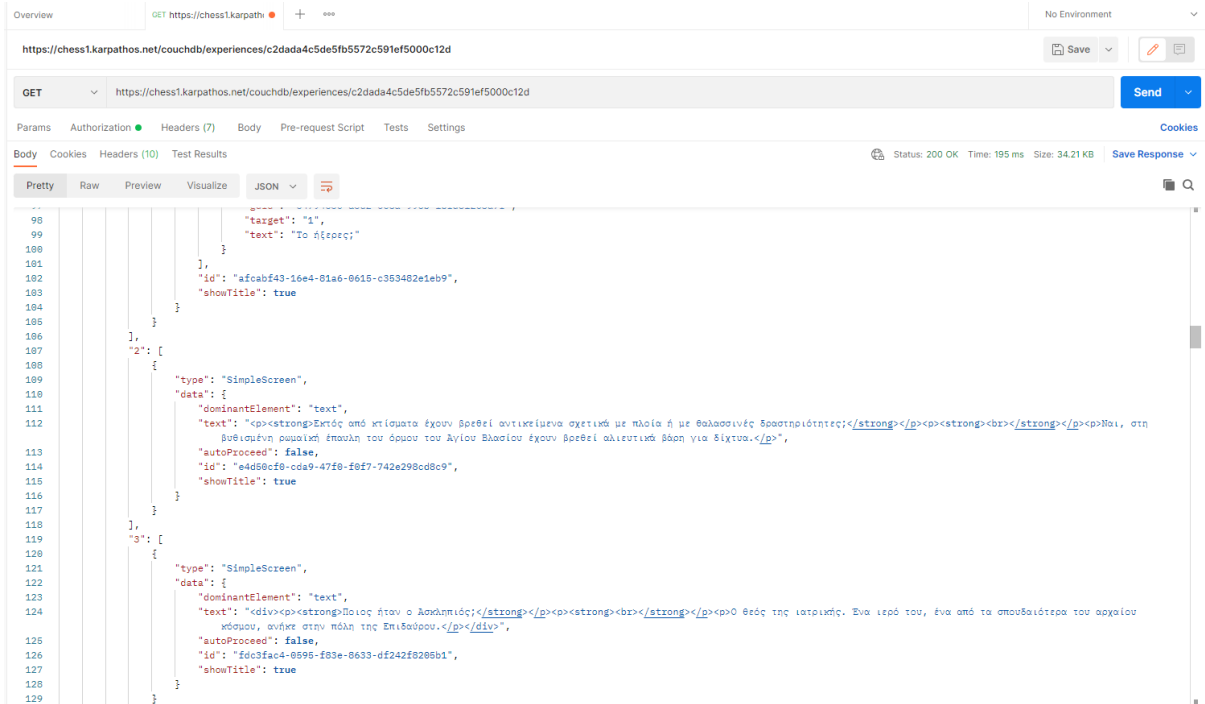 Overview
GET https://chess1.karpath
No Environment
https://chess1.karpathos.net/couchdb/experiences/c2dada4c5de5fb5572c591ef5000c12d
Save
GET https://chess1.karpathos.net/couchdb/experiences/c2dada4c5de5fb5572c591ef5000c12d Send
Params Authorization Headers (7) Body Pre-request Script Tests Settings Cookies
Body Cookies Headers (10) Test Results Status: 200 OK Time: 195 ms Size: 34.21 KB Save Response
Pretty Raw Preview Visualize JSON
98 "target": "1",
99 "text": "Το ήξερες;"
100 }
101 ],
102 "id": "afcabf43-16e4-81a6-0615-c353482e1eb9",
103 "showTitle": true
104 }
105 }
106 ],
107 "2": [
108 {
109 "type": "SimpleScreen",
110 "data": {
111 "dominantElement": "text",
112 "text": "<p><strong>Εκτός από κτίσματα έχουν βρεθεί αντικείμενα σχετικά με πλοία ή με θαλασσινές δραστηριότητες;</strong></p><p><strong><br></strong></p><p>Ναι, στη
βυθισμένη ρωμαϊκή έπαυλη του όρμου του Αγίου Βλασίου έχουν βρεθεί αλιευτικά βάρη για δίχτυα.</p>",
113 "autoProceed": false,
114 "id": "e4d50cf0-cda9-47f0-f0f7-742e298cd8c9",
115 "showTitle": true
116 }
117 }
118 ],
119 "3": [
120 {
121 "type": "SimpleScreen",
122 "data": {
123 "dominantElement": "text",
124 "text": "<div><p><strong>Ποιος ήταν ο Ασκληπιός;</strong></p><p><strong><br></strong></p><p>Ο θεός της ιατρικής. Ένα ιερό του, ένα από τα σπουδαιότερα του αρχαίου
κόσμου, ανήκε στην πόλη της Επιδαύρου.</p></div>",
125 "autoProceed": false,
126 "id": "fdc3fac4-0595-f83e-8633-df242f8205b1",
127 "showTitle": true
128 }
129 }